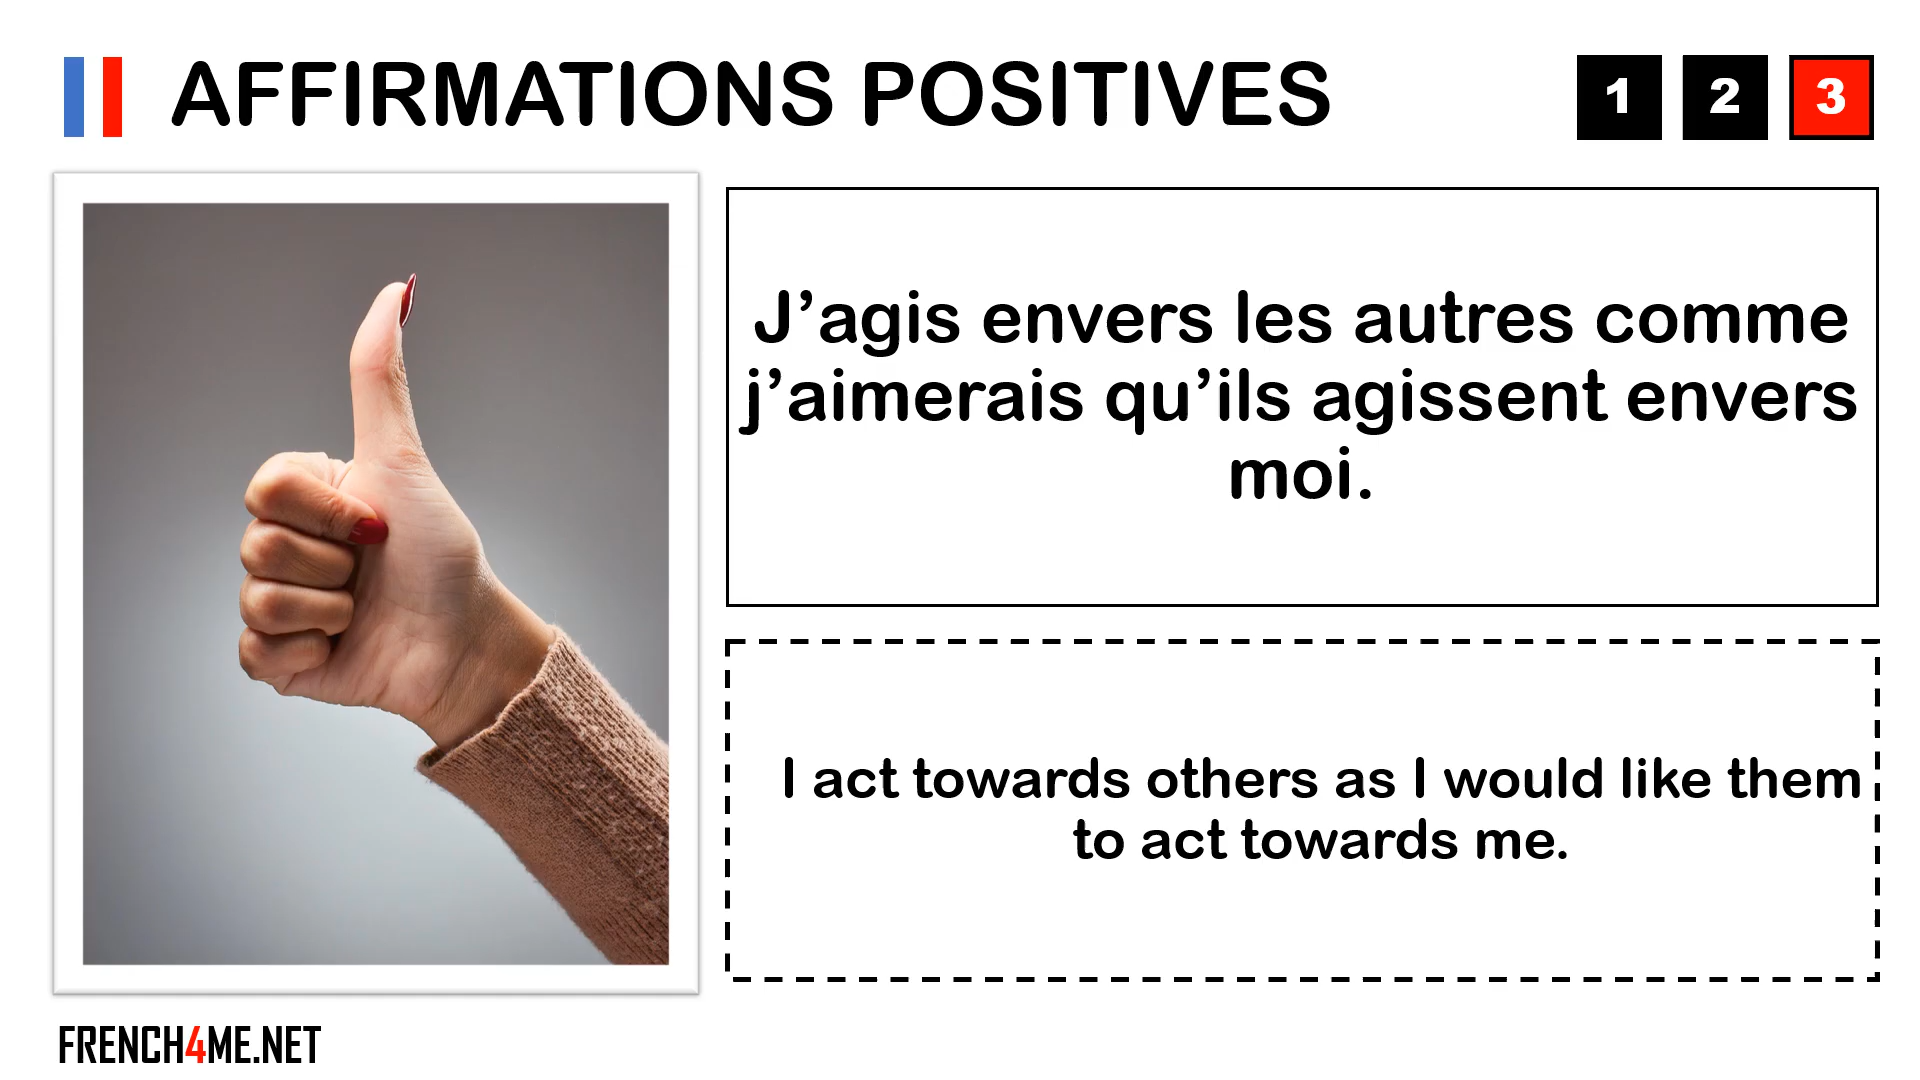 AFFIRMATIONS POSITIVES
1 2 3
J’agis envers les autres comme
j’aimerais qu’ils agissent envers
moi.
I act towards others as I would like them
to act towards me.
FRENCH4ME.NET